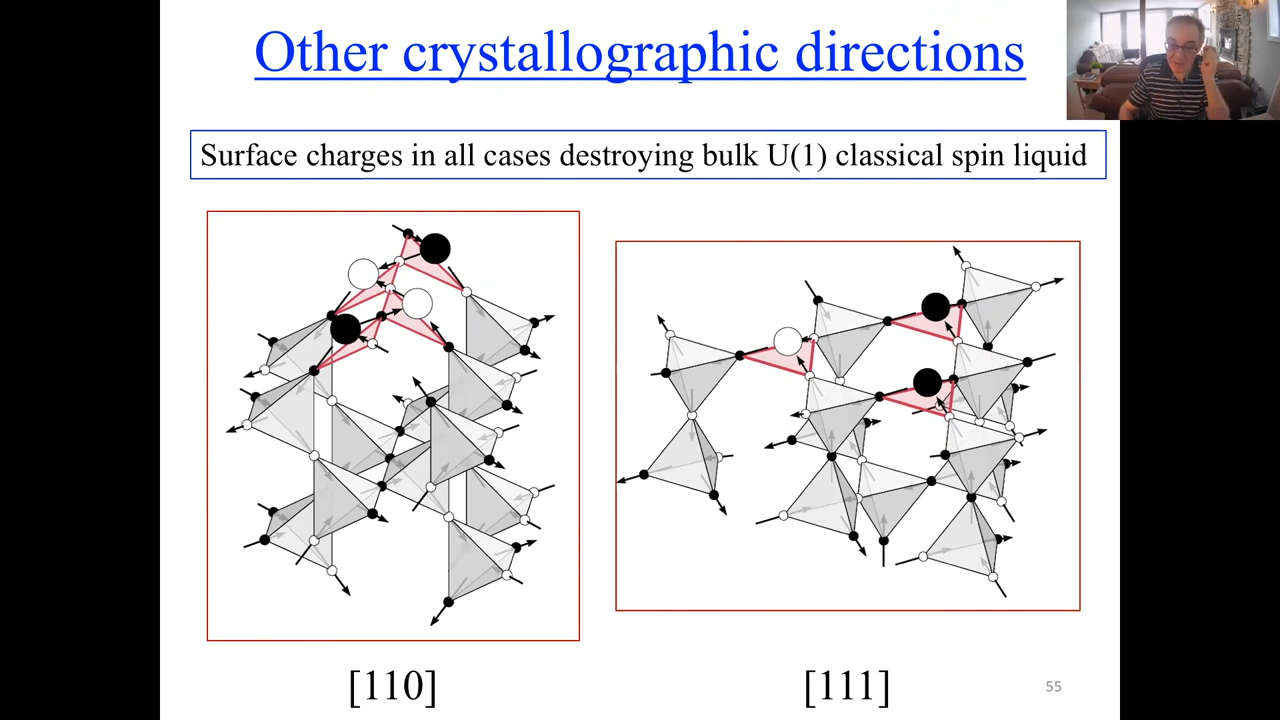 Other crystallographic directions
Surface charges in all cases destroying bulk U(1) classical spin liquid
[110]
[111]
55